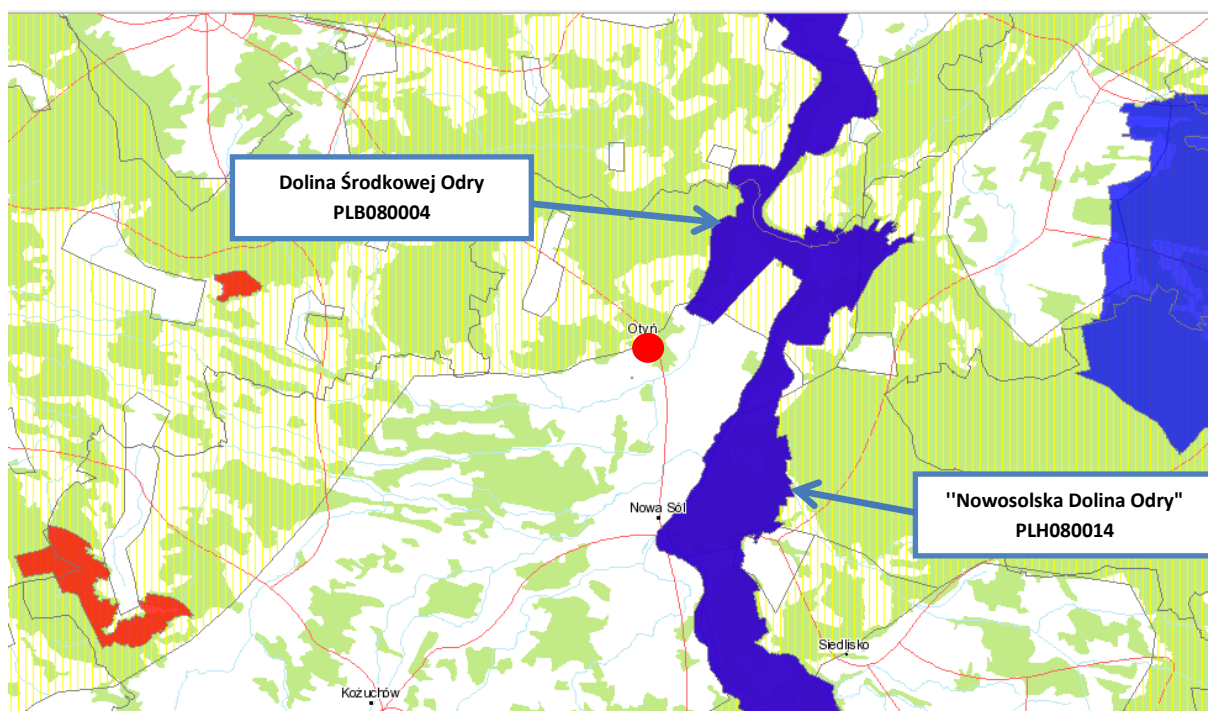 Dolina Środkowej Odry
PLB080004
Otyń
''Nowosolska Dolina Odry"
PLH080014
Nowa Sól
Siedlisko
Kożuchów